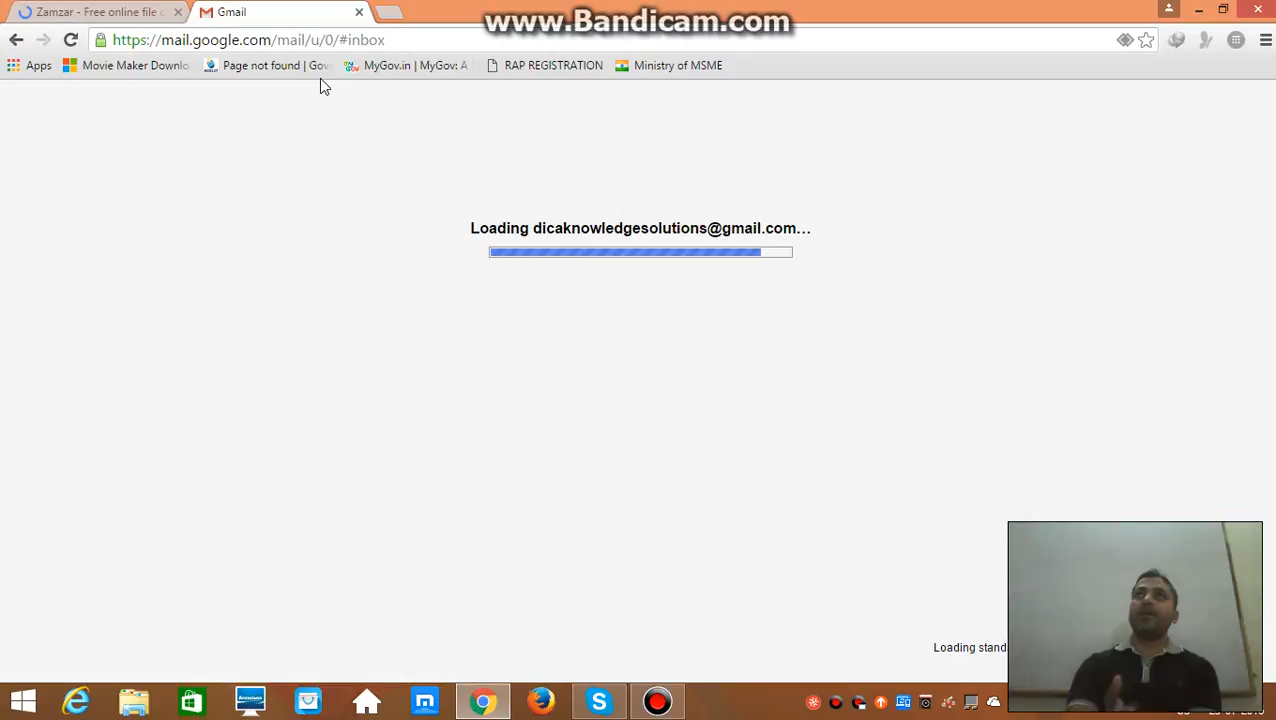 www.Bandicam.com
Zamzar - Free online file c
Gmail
https://mail.google.com/mail/u/0/#inbox
Apps
Movie Maker Downlo
Page not found | Gov
MyGov.in | MyGov: A
RAP REGISTRATION
Ministry of MSME
Loading dicaknowledgesolutions@gmail.com…
Loading stand